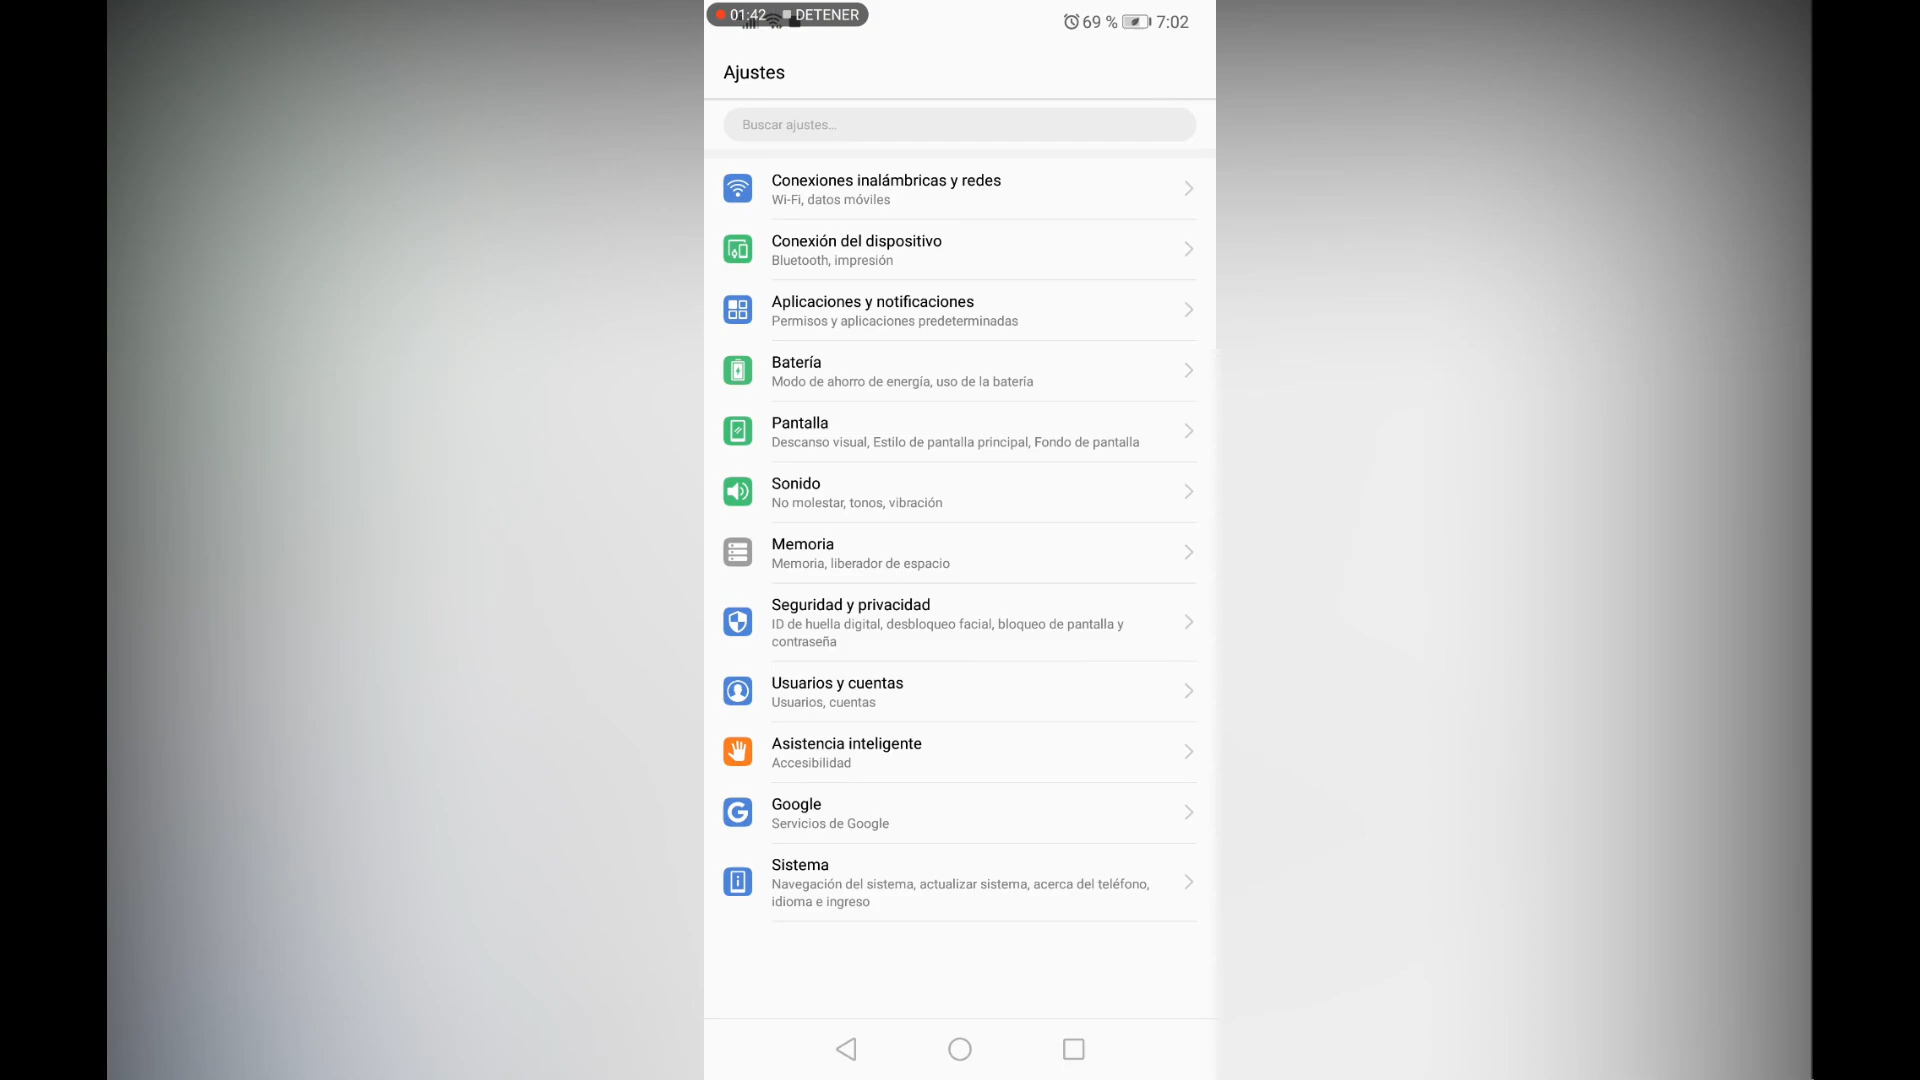 01:42 DETENER
69 % 7:02
Ajustes
Buscar ajustes...
Conexiones inalámbricas y redes
Wi-Fi, datos móviles
Conexión del dispositivo
Bluetooth, impresión
Aplicaciones y notificaciones
Permisos y aplicaciones predeterminadas
Batería
Modo de ahorro de energía, uso de la batería
Pantalla
Descanso visual, Estilo de pantalla principal, Fondo de pantalla
Sonido
No molestar, tonos, vibración
Memoria
Memoria, liberador de espacio
Seguridad y privacidad
ID de huella digital, desbloqueo facial, bloqueo de pantalla y
contraseña
Usuarios y cuentas
Usuarios, cuentas
Asistencia inteligente
Accesibilidad
Google
Servicios de Google
Sistema
Navegación del sistema, actualizar sistema, acerca del teléfono,
idioma e ingreso